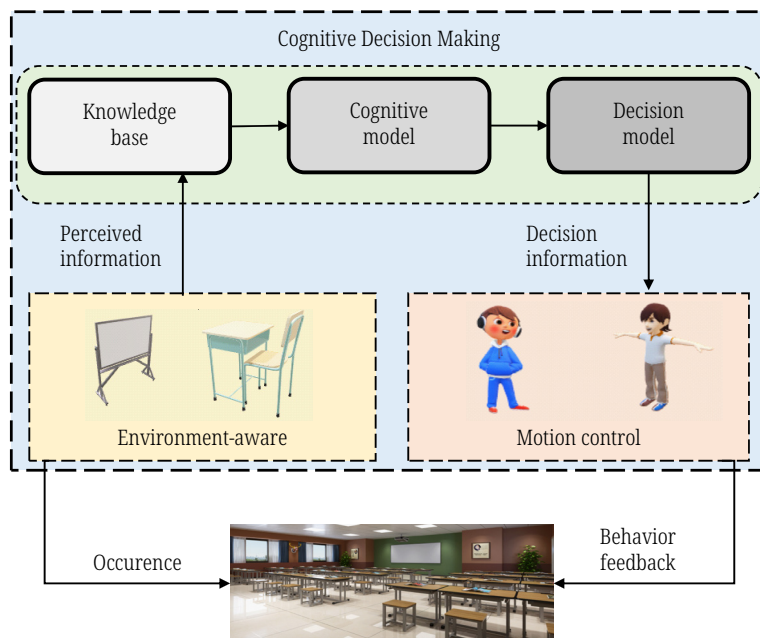 Cognitive Decision Making
Knowledge
base
Cognitive
model
Decision
model
Perceived
information
Decision
information
Environment-aware
Motion control
Occurence
Behavior
feedback